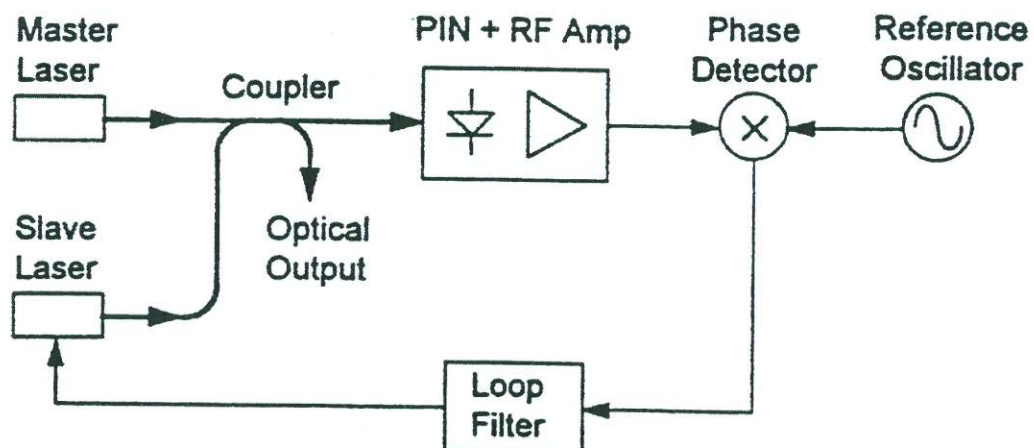 Master
Laser
Coupler
PIN + RF Amp
Phase
Detector
Reference
Oscillator
Slave
Laser
Optical
Output
Loop
Filter